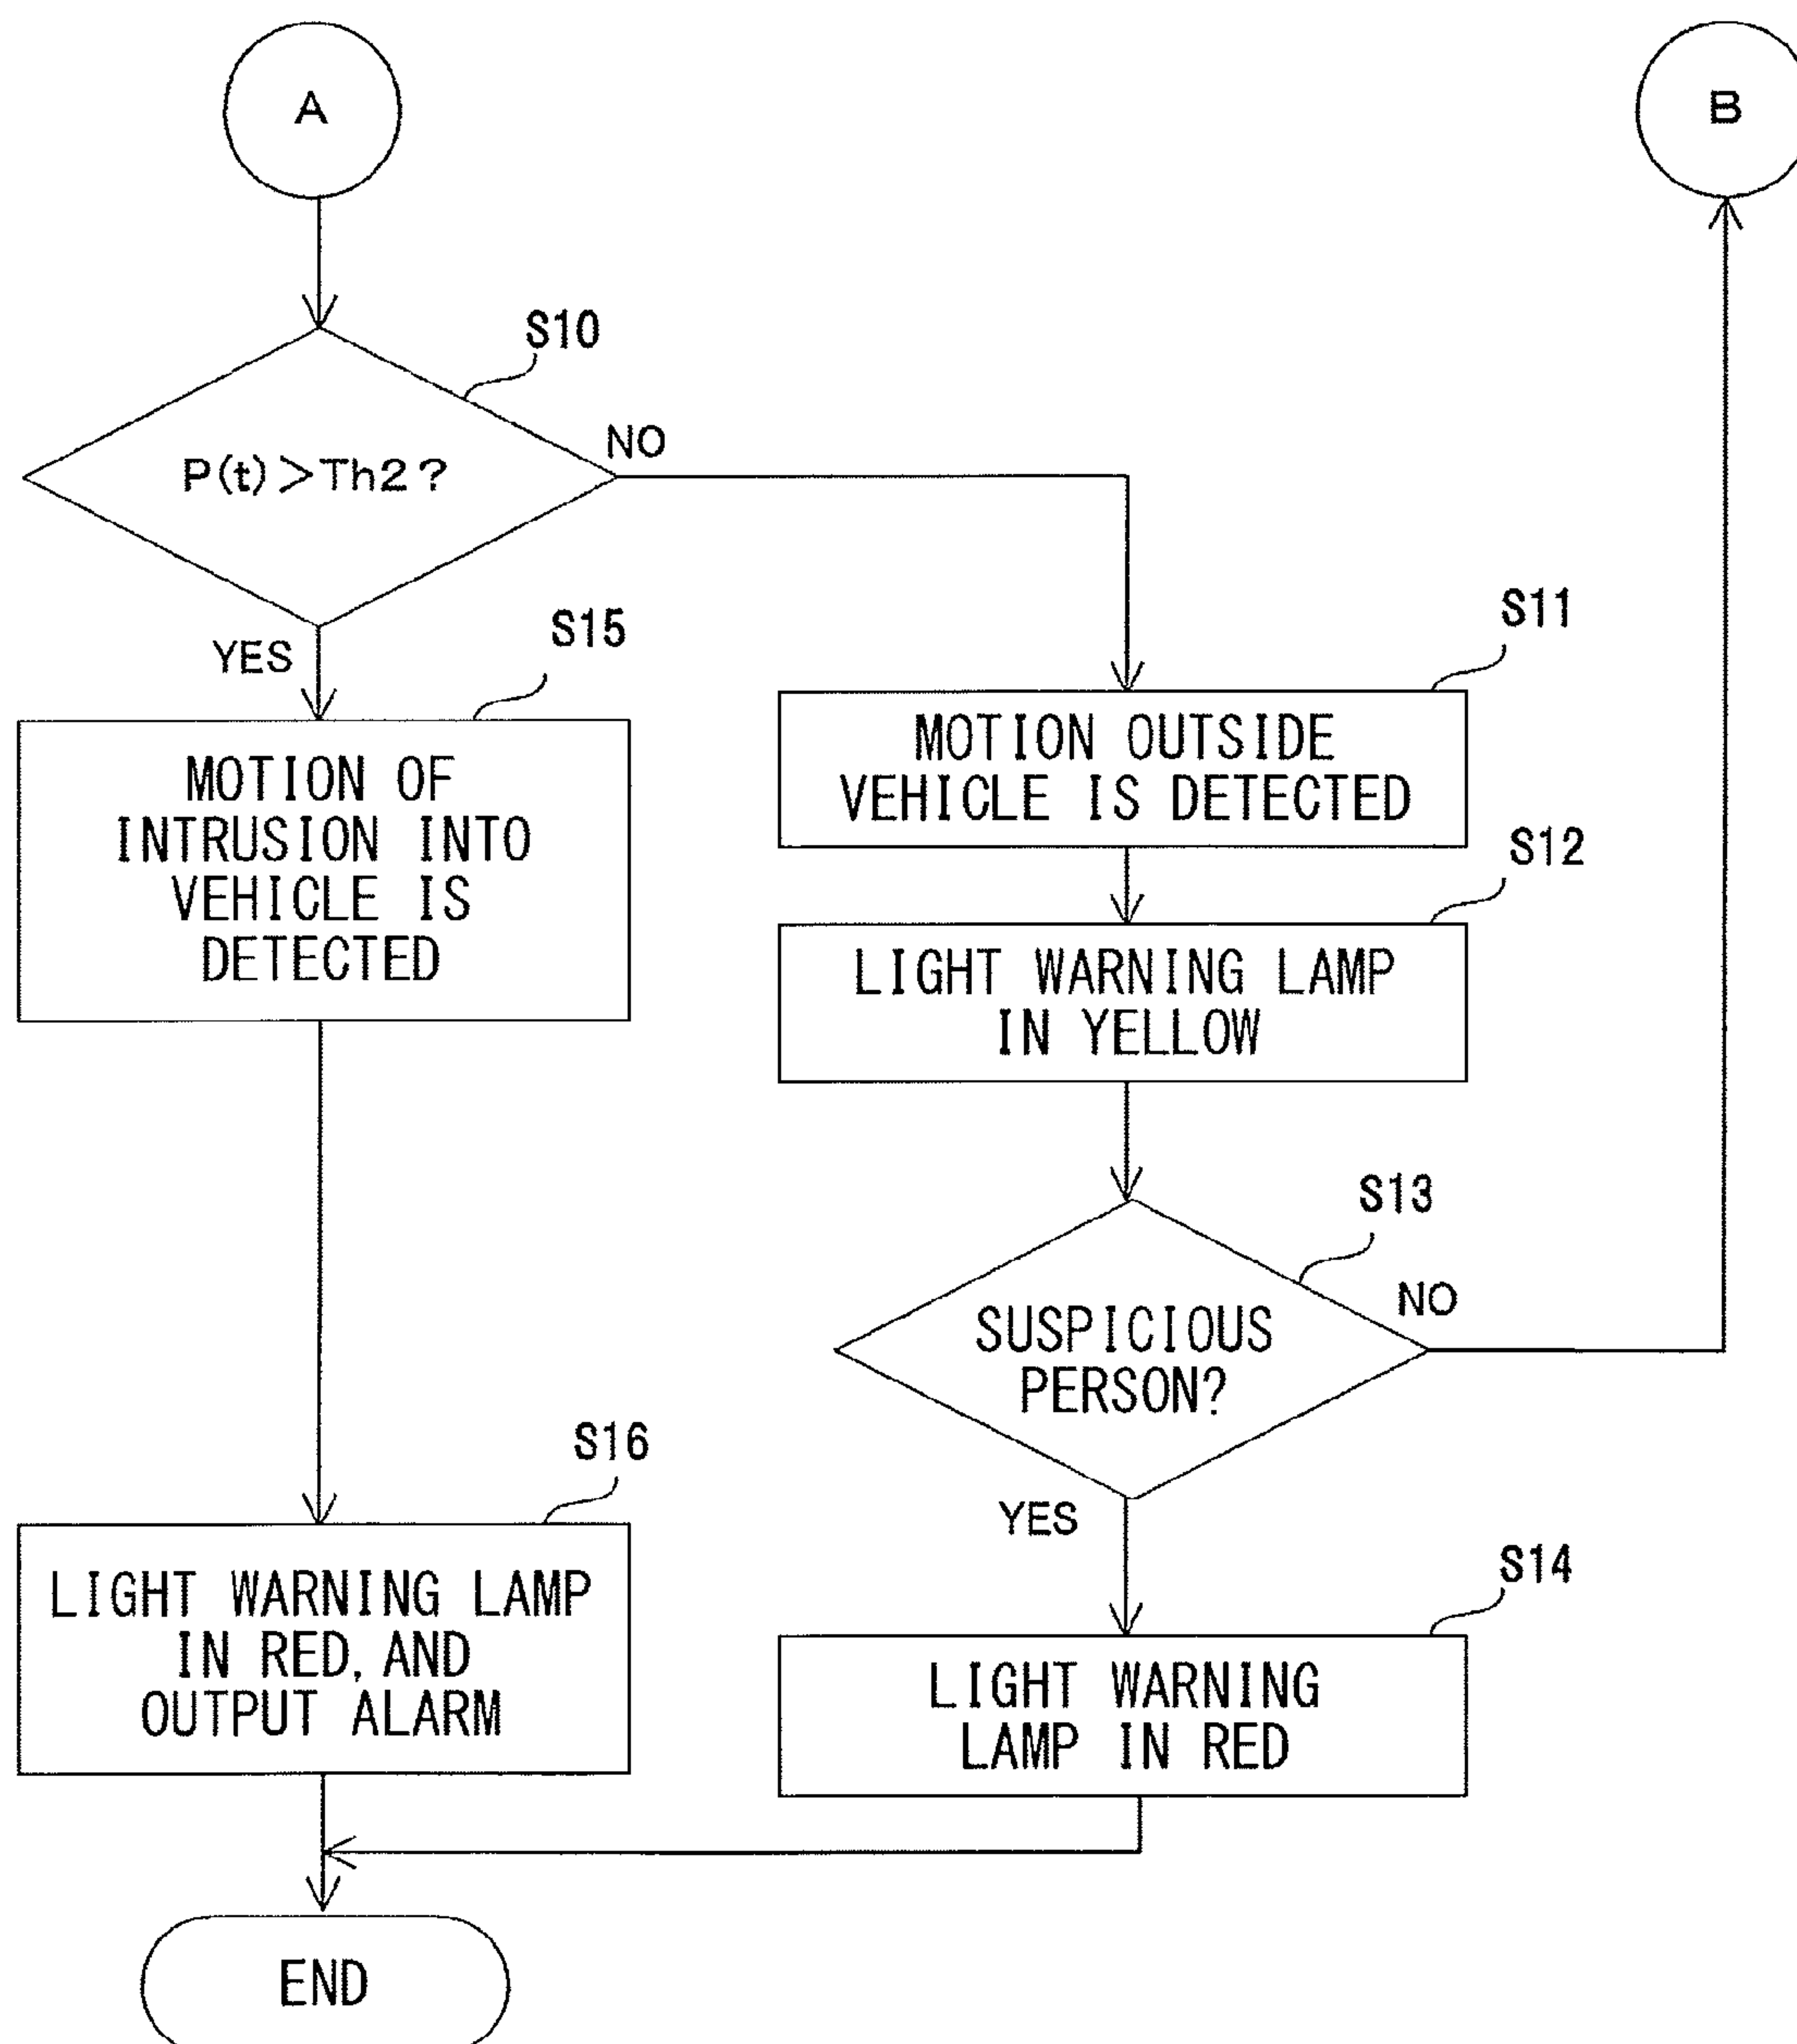 A
B
S10
P(t)>Th2?
NO
YES
S15
MOTION OF
INTRUSION INTO
VEHICLE IS
DETECTED
S11
MOTION OUTSIDE
VEHICLE IS DETECTED
S12
LIGHT WARNING LAMP
IN YELLOW
S13
SUSPICIOUS
PERSON?
NO
YES
S16
LIGHT WARNING LAMP
IN RED, AND
OUTPUT ALARM
S14
LIGHT WARNING
LAMP IN RED
END